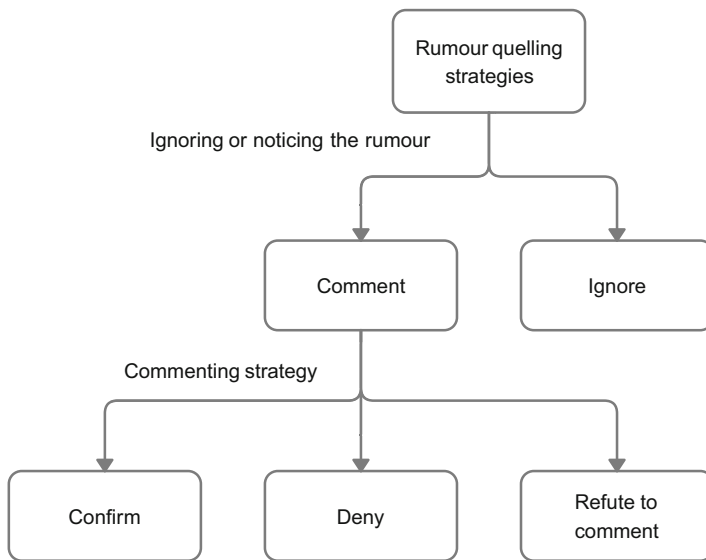 Rumour quelling
strategies
Ignoring or noticing the rumour
Comment
Ignore
Commenting strategy
Confirm
Deny
Refute to
comment